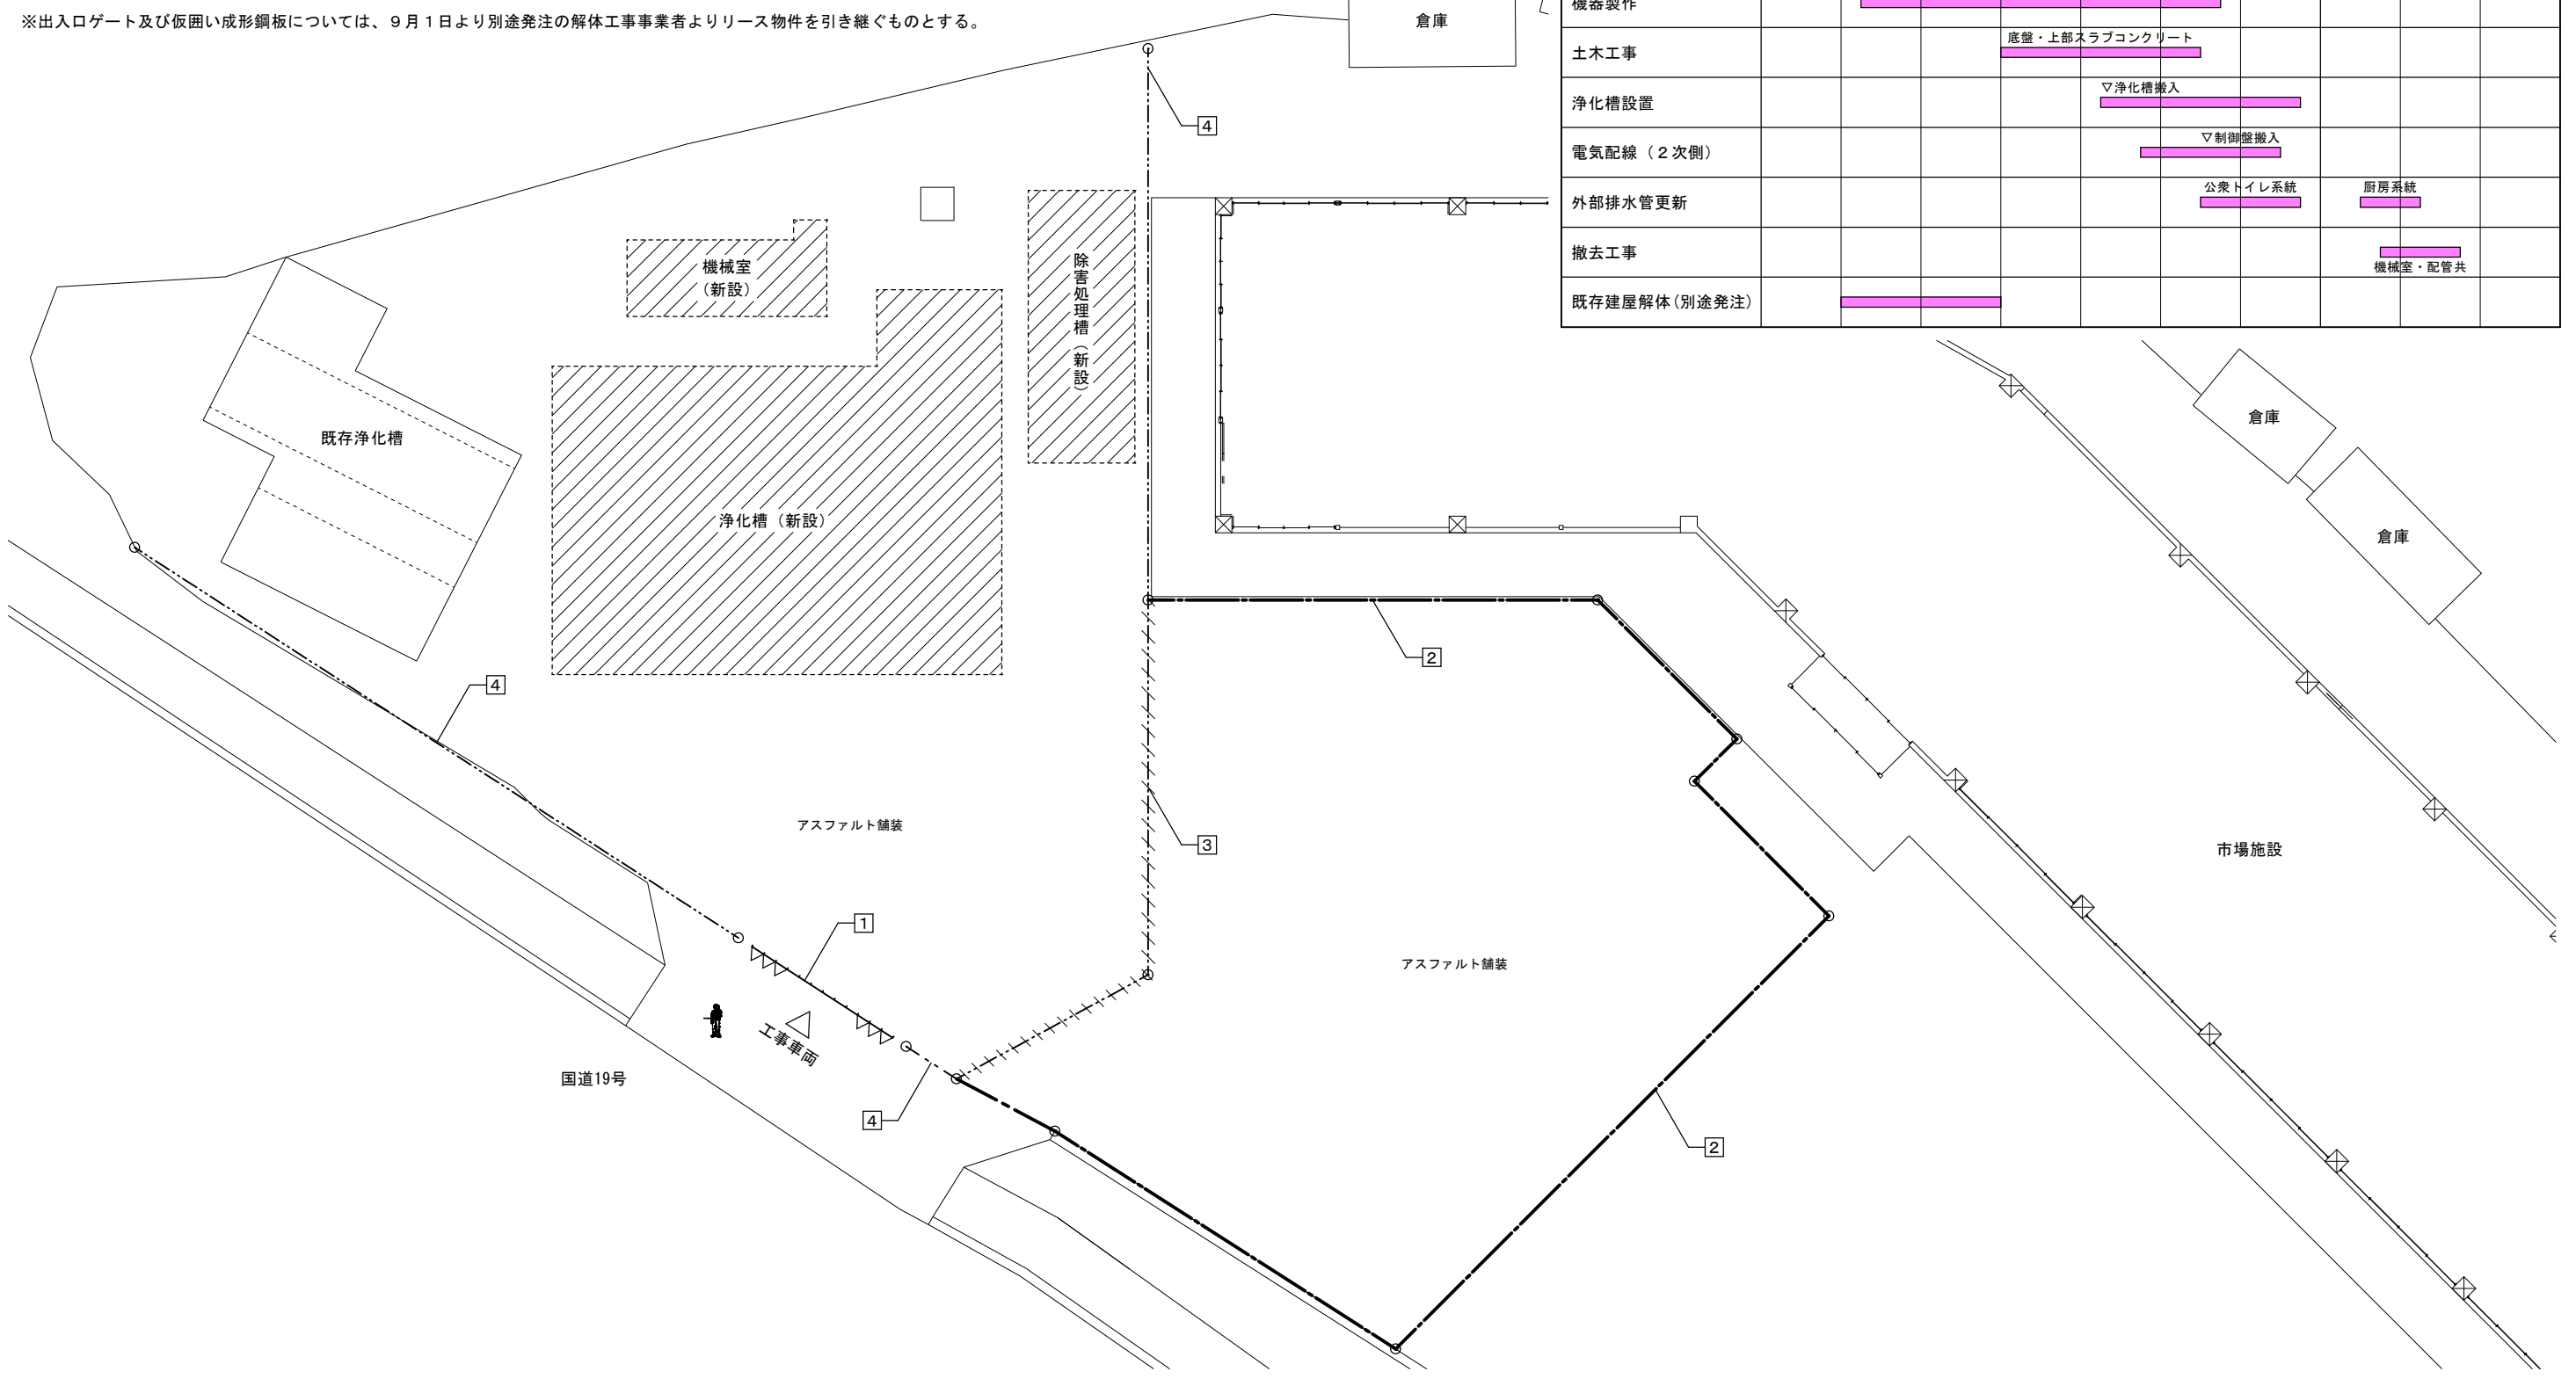 ※出入口ゲート及び仮囲い成形鋼板については、９月１日より別途発注の解体工事事業者よりリース物件を引き継ぐものとする。
倉庫
機器製作
土木工事
底盤・上部スラブコンクリート
浄化槽設置
▽浄化槽搬入
電気配線（２次側）
▽制御盤搬入
外部排水管更新
公衆トイレ系統
厨房系統
撤去工事
機械室・配管共
既存建屋解体(別途発注)
4
機械室
（新設）
除害処理槽（新設）
既存浄化槽
浄化槽（新設）
倉庫
倉庫
2
4
アスファルト舗装
3
市場施設
1
アスファルト舗装
工事車両
国道19号
4
2